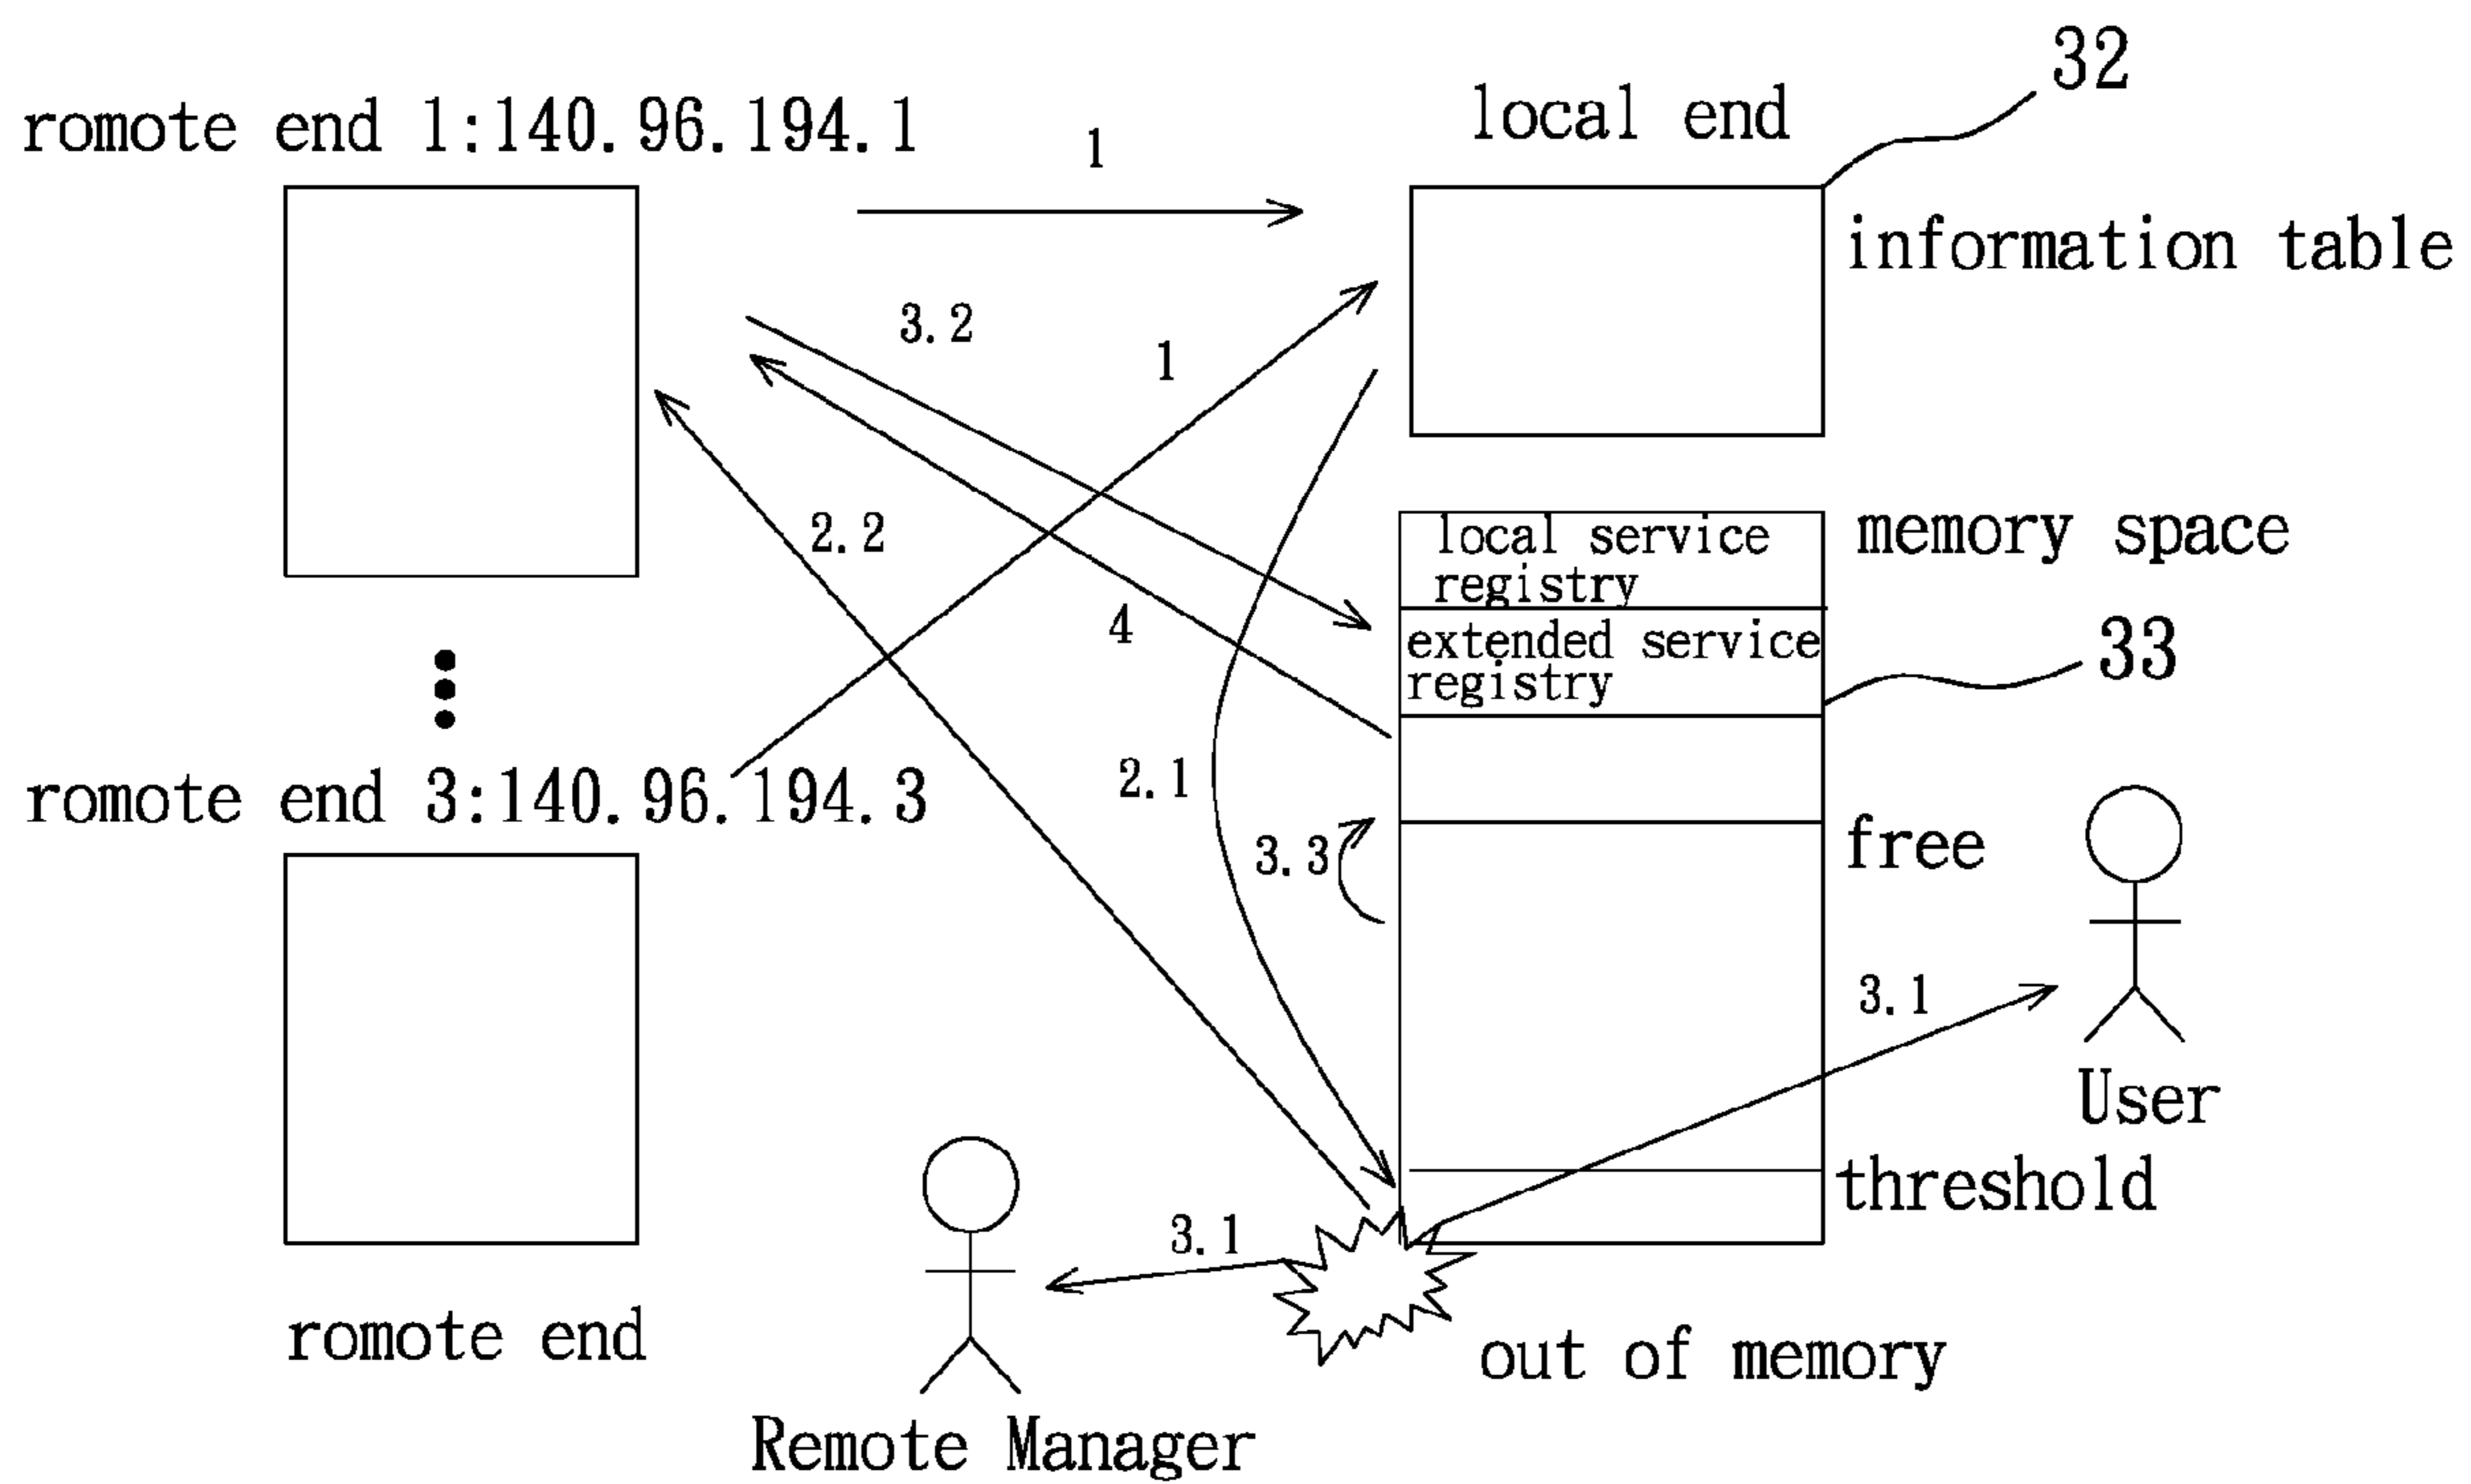 32
romote end 1:140.96.194.1
local end
1
information table
3.2
1
2.2
local service
registry
memory space
extended service
registry
33
4
2.1
romote end 3:140.96.194.3
3.3
free
3.1
User
threshold
3.1
romote end
out of memory
Remote Manager